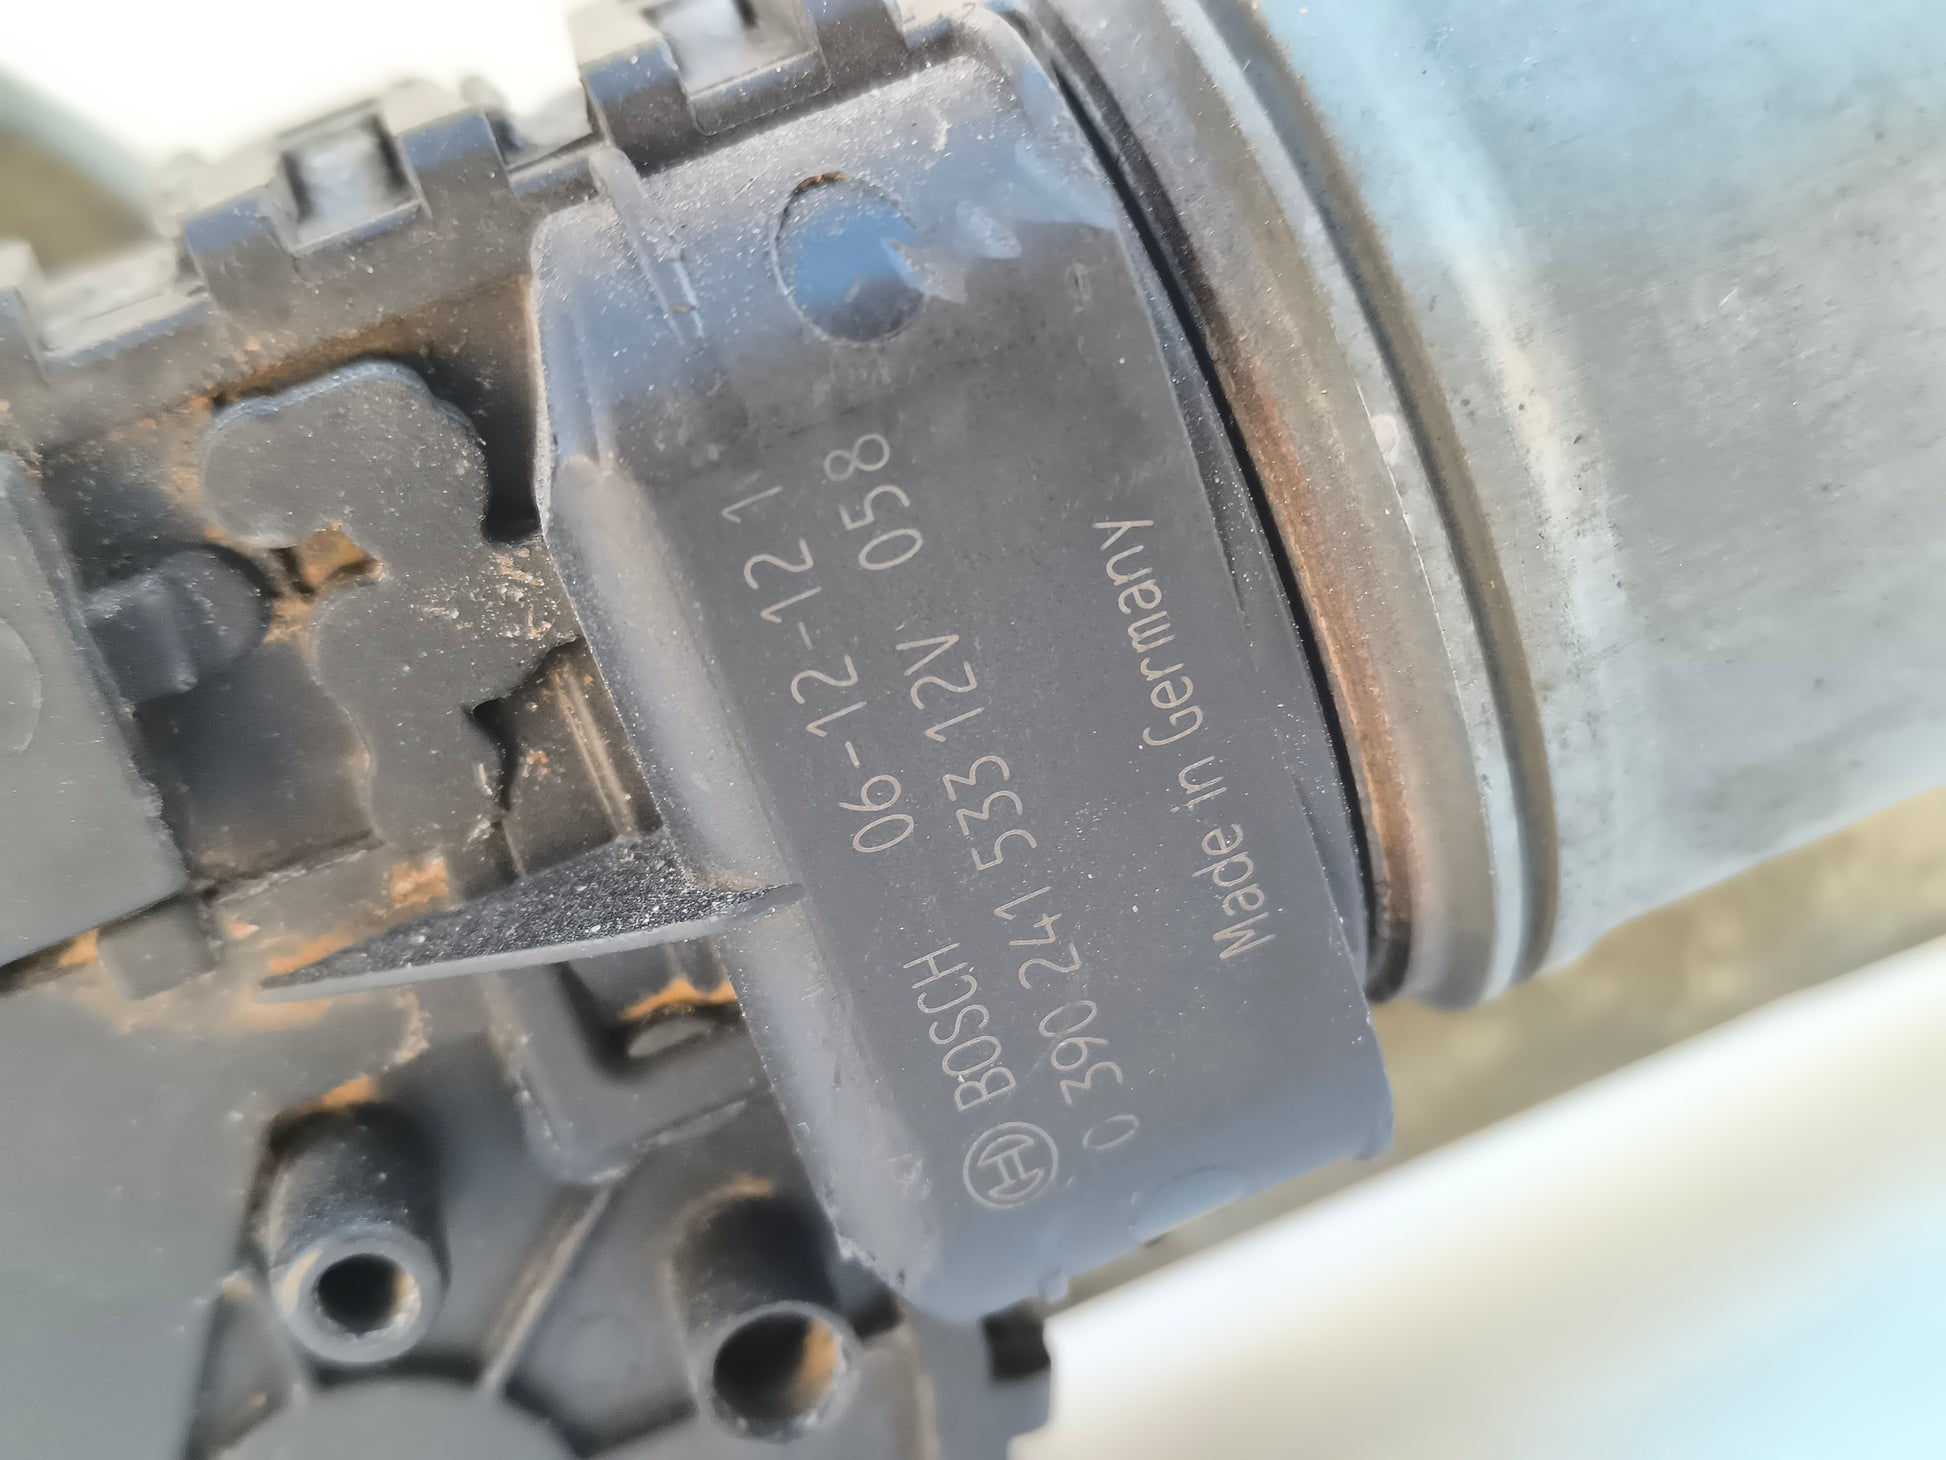 BOSCH 06-12-12 1
0 390 241 533 12V 058
Made in Germany